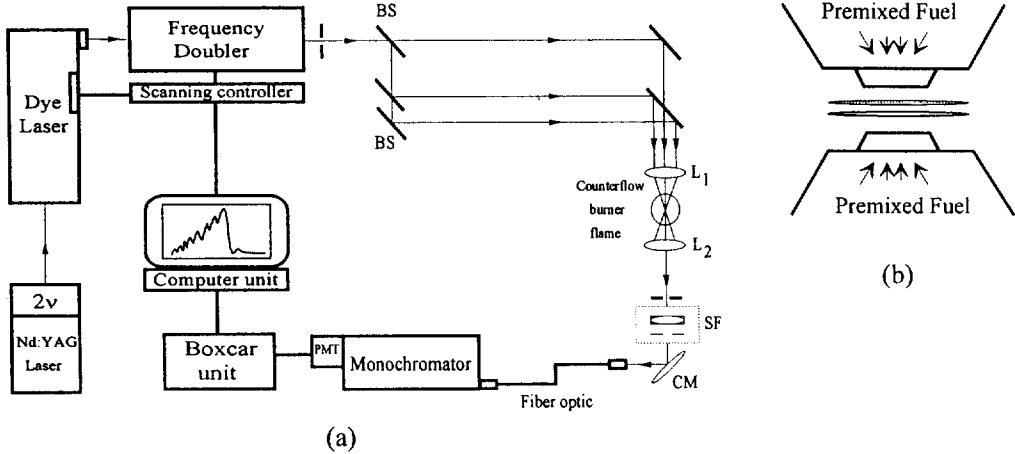 Frequency
Doubler
Scanning controller
Dye
Laser
BS
BS
L1
Counterflow
burner
flame
L2
Computer unit
2ν
Nd:YAG
Laser
Boxcar
unit
PMT
Monochromator
Fiber optic
SF
CM
(a)
Premixed Fuel
Premixed Fuel
(b)